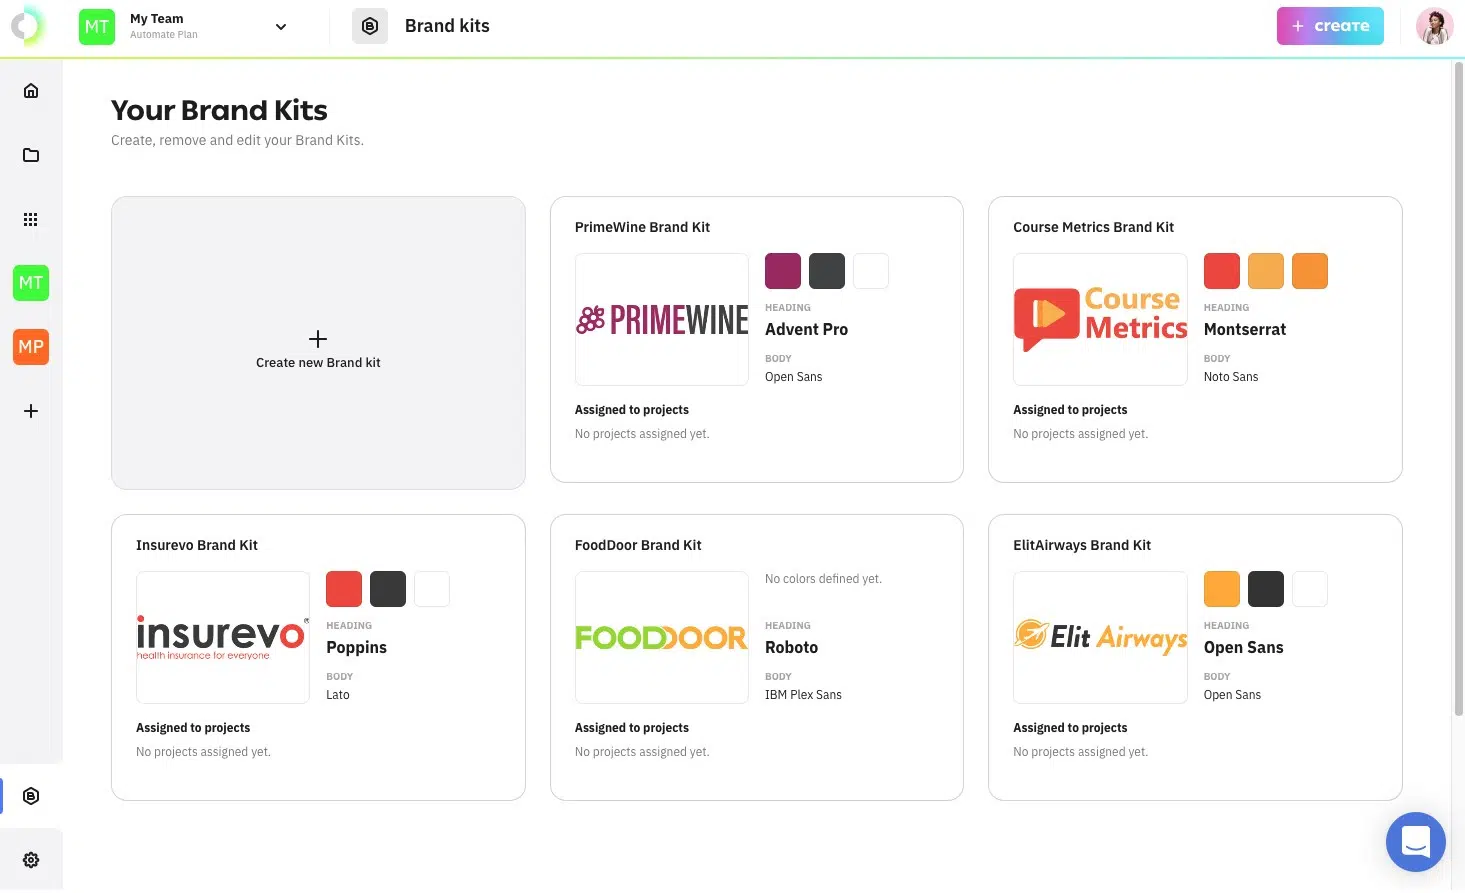 MT
My Team
Automate Plan
Brand kits
+ create
Your Brand Kits
Create, remove and edit your Brand Kits.
MT
MP
Create new Brand kit
PrimeWine Brand Kit
PRIMEWINE
HEADING
Advent Pro
BODY
Open Sans
Assigned to projects
No projects assigned yet.
Course Metrics Brand Kit
Course
Metrics
HEADING
Montserrat
BODY
Noto Sans
Assigned to projects
No projects assigned yet.
Insurevo Brand Kit
insurevo®
health insurance for everyone
HEADING
Poppins
BODY
Lato
Assigned to projects
No projects assigned yet.
FoodDoor Brand Kit
FOODDOOR
No colors defined yet.
HEADING
Roboto
BODY
IBM Plex Sans
Assigned to projects
No projects assigned yet.
ElitAirways Brand Kit
Elit Airways
HEADING
Open Sans
BODY
Open Sans
Assigned to projects
No projects assigned yet.